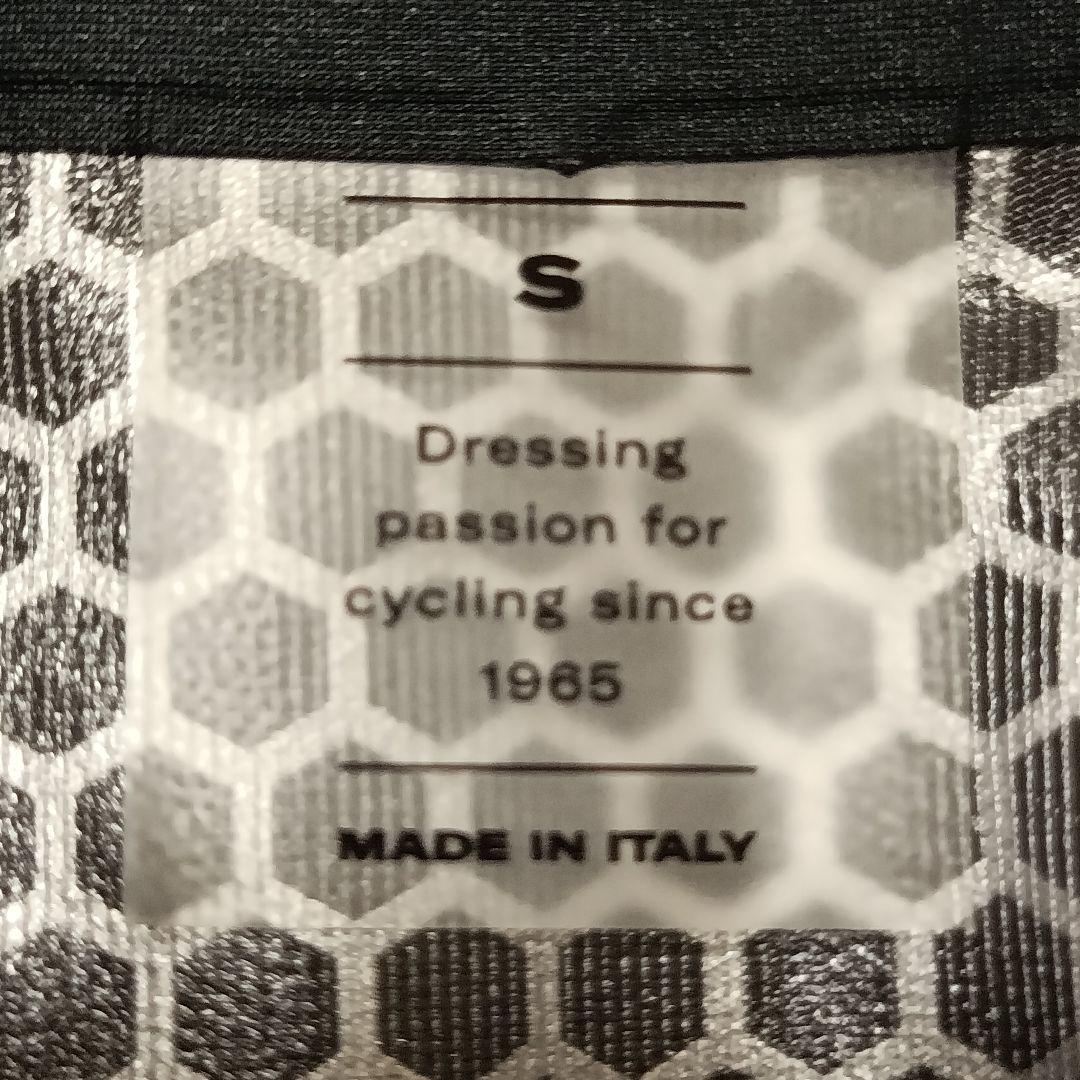 S
Dressing
passion for
cycling since
1965
MADE IN ITALY